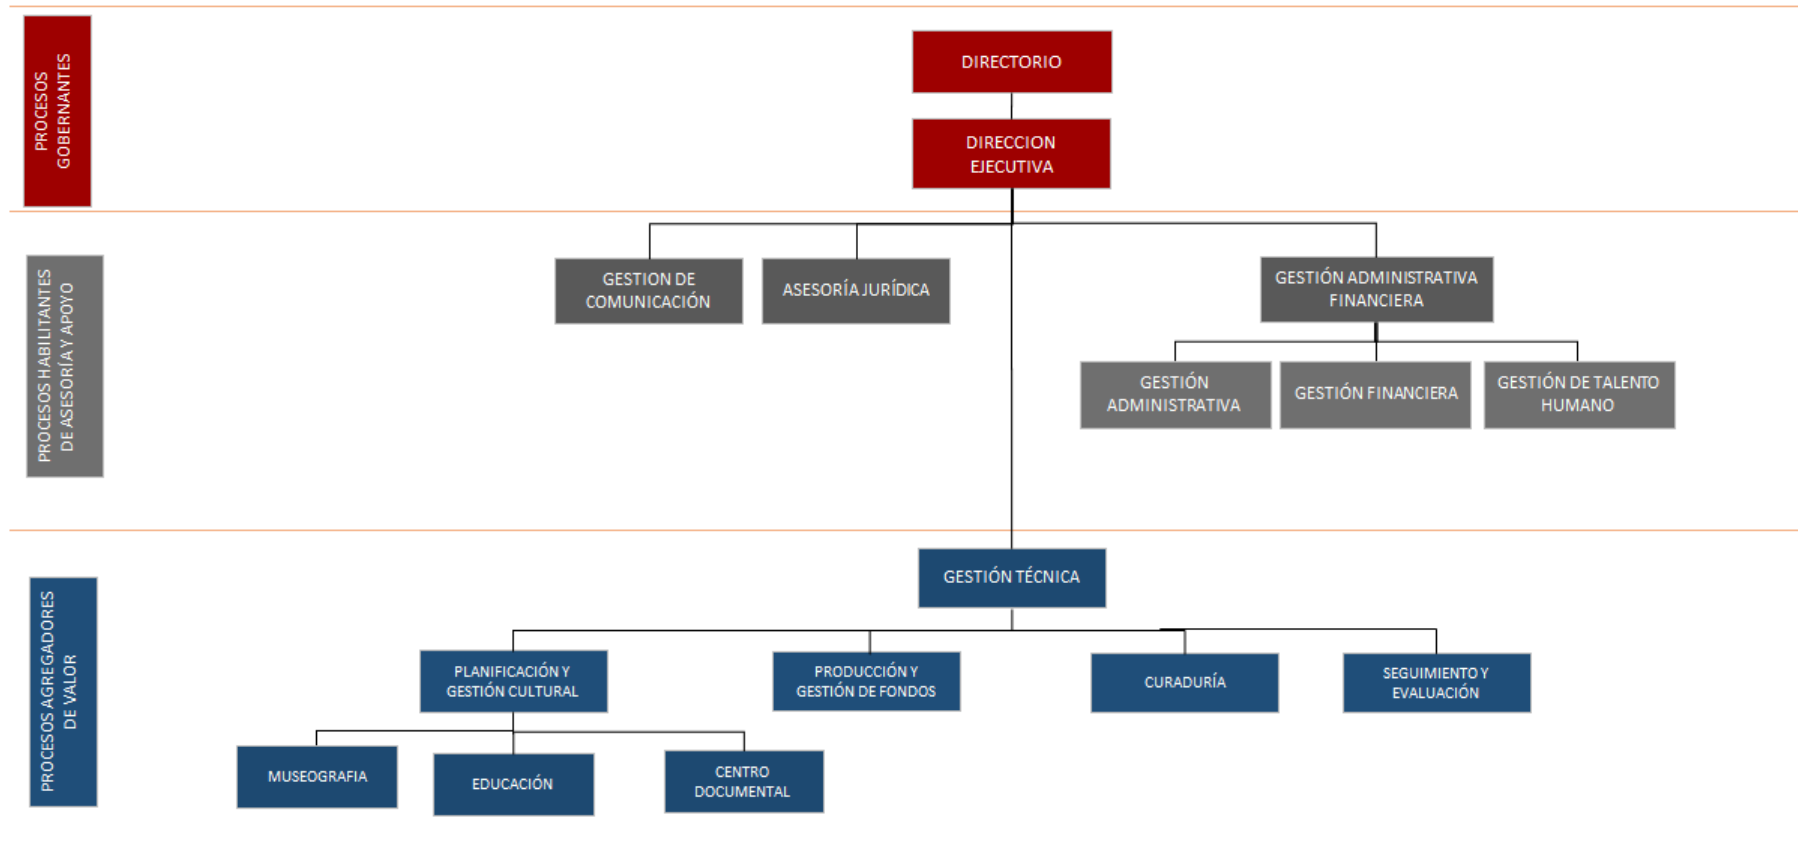 PROCESOS
GOBERNANTES
DIRECTORIO
DIRECCION
EJECUTIVA
PROCESOS HABILITANTES
DE ASESORÍA Y APOYO
GESTION DE
COMUNICACIÓN
ASESORÍA JURÍDICA
GESTIÓN ADMINISTRATIVA
FINANCIERA
GESTIÓN
ADMINISTRATIVA
GESTIÓN FINANCIERA
GESTIÓN DE TALENTO
HUMANO
PROCESOS AGREGADORES
DE VALOR
GESTIÓN TÉCNICA
PLANIFICACIÓN Y
GESTIÓN CULTURAL
PRODUCCIÓN Y
GESTIÓN DE FONDOS
CURADURÍA
SEGUIMIENTO Y
EVALUACIÓN
MUSEOGRAFIA
EDUCACIÓN
CENTRO
DOCUMENTAL